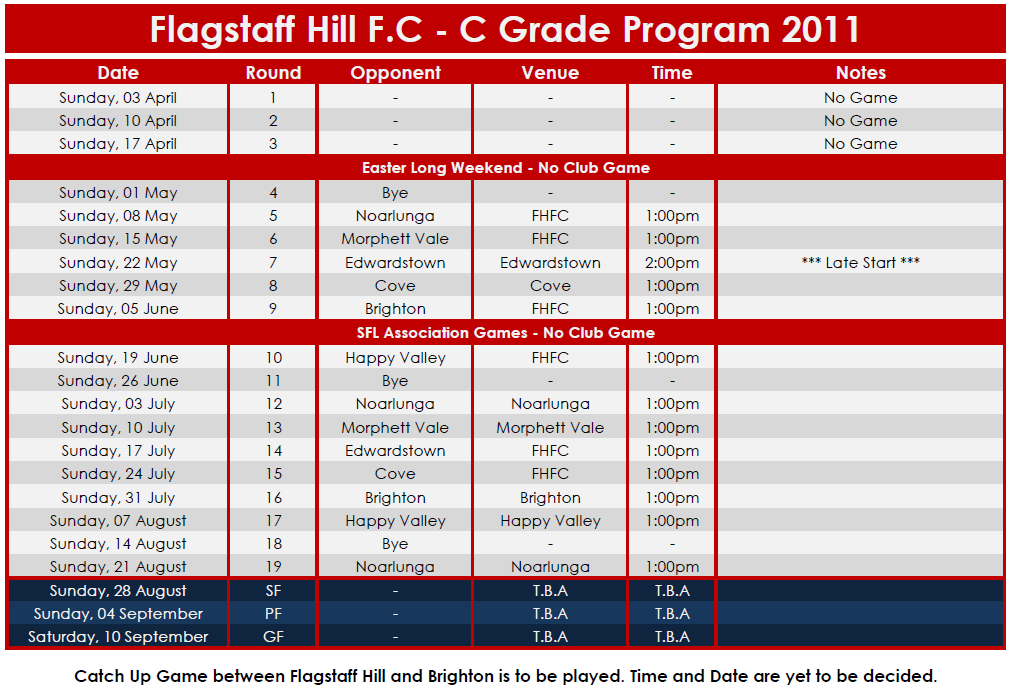 Flagstaff Hill F.C - C Grade Program 2011
Date Round Opponent Venue Time Notes
Sunday, 03 April 1 - - - No Game
Sunday, 10 April 2 - - - No Game
Sunday, 17 April 3 - - - No Game
Easter Long Weekend - No Club Game
Sunday, 01 May 4 Bye - -
Sunday, 08 May 5 Noarlunga FHFC 1:00pm
Sunday, 15 May 6 Morphett Vale FHFC 1:00pm
Sunday, 22 May 7 Edwardstown Edwardstown 2:00pm *** Late Start ***
Sunday, 29 May 8 Cove Cove 1:00pm
Sunday, 05 June 9 Brighton FHFC 1:00pm
SFL Association Games - No Club Game
Sunday, 19 June 10 Happy Valley FHFC 1:00pm
Sunday, 26 June 11 Bye - -
Sunday, 03 July 12 Noarlunga Noarlunga 1:00pm
Sunday, 10 July 13 Morphett Vale Morphett Vale 1:00pm
Sunday, 17 July 14 Edwardstown FHFC 1:00pm
Sunday, 24 July 15 Cove FHFC 1:00pm
Sunday, 31 July 16 Brighton Brighton 1:00pm
Sunday, 07 August 17 Happy Valley Happy Valley 1:00pm
Sunday, 14 August 18 Bye - -
Sunday, 21 August 19 Noarlunga Noarlunga 1:00pm
Sunday, 28 August SF - T.B.A T.B.A
Sunday, 04 September PF - T.B.A T.B.A
Saturday, 10 September GF - T.B.A T.B.A
Catch Up Game between Flagstaff Hill and Brighton is to be played. Time and Date are yet to be decided.